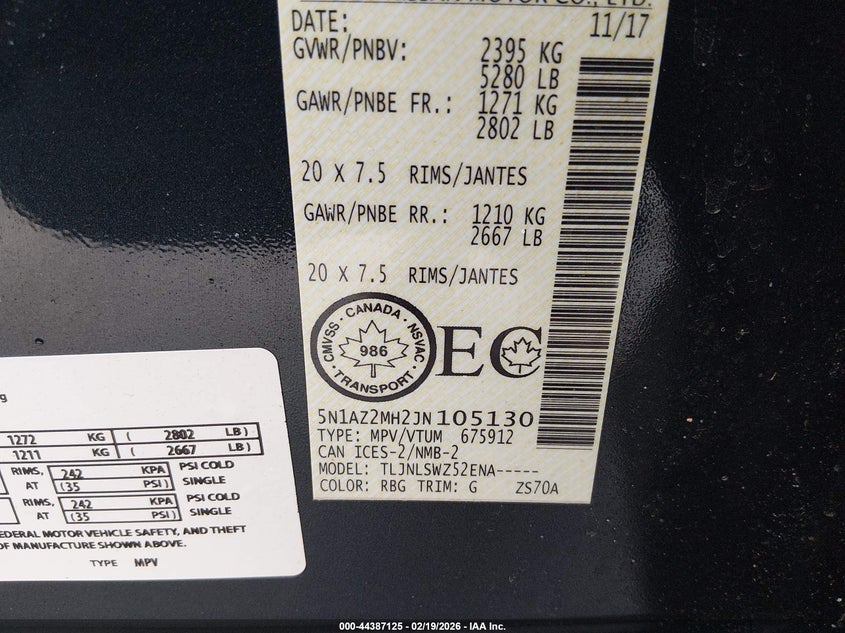 MOTOR CO., LTD.
DATE: 11/17
GVWR/PNBV: 2395 KG
5280 LB
GAWR/PNBE FR.: 1271 KG
2802 LB
20 X 7.5 RIMS/JANTES
GAWR/PNBE RR.: 1210 KG
2667 LB
20 X 7.5 RIMS/JANTES
CMVSS · CANADA · NSVAC
986
· TRANSPORT ·
EC
5N1AZ2MH2JN105130
TYPE: MPV/VTUM 675912
CAN ICES-2/NMB-2
MODEL: TLJNLSWZ52ENA-----
COLOR: RBG TRIM: G ZS70A
1272 KG ( 2802 LB)
1211 KG ( 2667 LB)
RIMS, 242 KPA PSI COLD
AT (35 PSI) SINGLE
RIMS, 242 KPA PSI COLD
AT (35 PSI) SINGLE
FEDERAL MOTOR VEHICLE SAFETY, AND THEFT
OF MANUFACTURE SHOWN ABOVE.
TYPE MPV
000-44387125 - 02/19/2026 - IAA Inc.